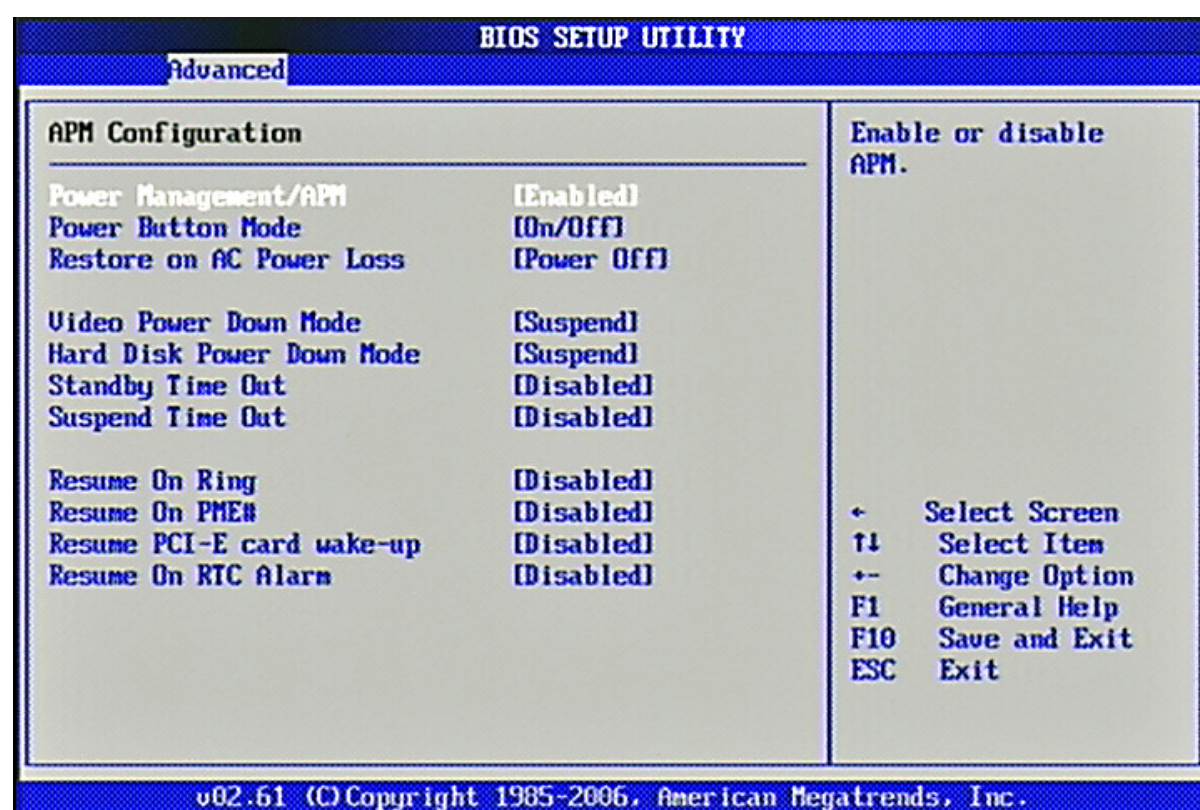 BIOS SETUP UTILITY
Advanced
APM Configuration
Power Management/APM [Enabled]
Power Button Mode [On/Off]
Restore on AC Power Loss [Power Off]
Video Power Down Mode [Suspend]
Hard Disk Power Down Mode [Suspend]
Standby Time Out [Disabled]
Suspend Time Out [Disabled]
Resume On Ring [Disabled]
Resume On PME# [Disabled]
Resume PCI-E card wake-up [Disabled]
Resume On RTC Alarm [Disabled]
Enable or disable
APM.
← Select Screen
↑↓ Select Item
+- Change Option
F1 General Help
F10 Save and Exit
ESC Exit
v02.61 (C)Copyright 1985-2006, American Megatrends, Inc.